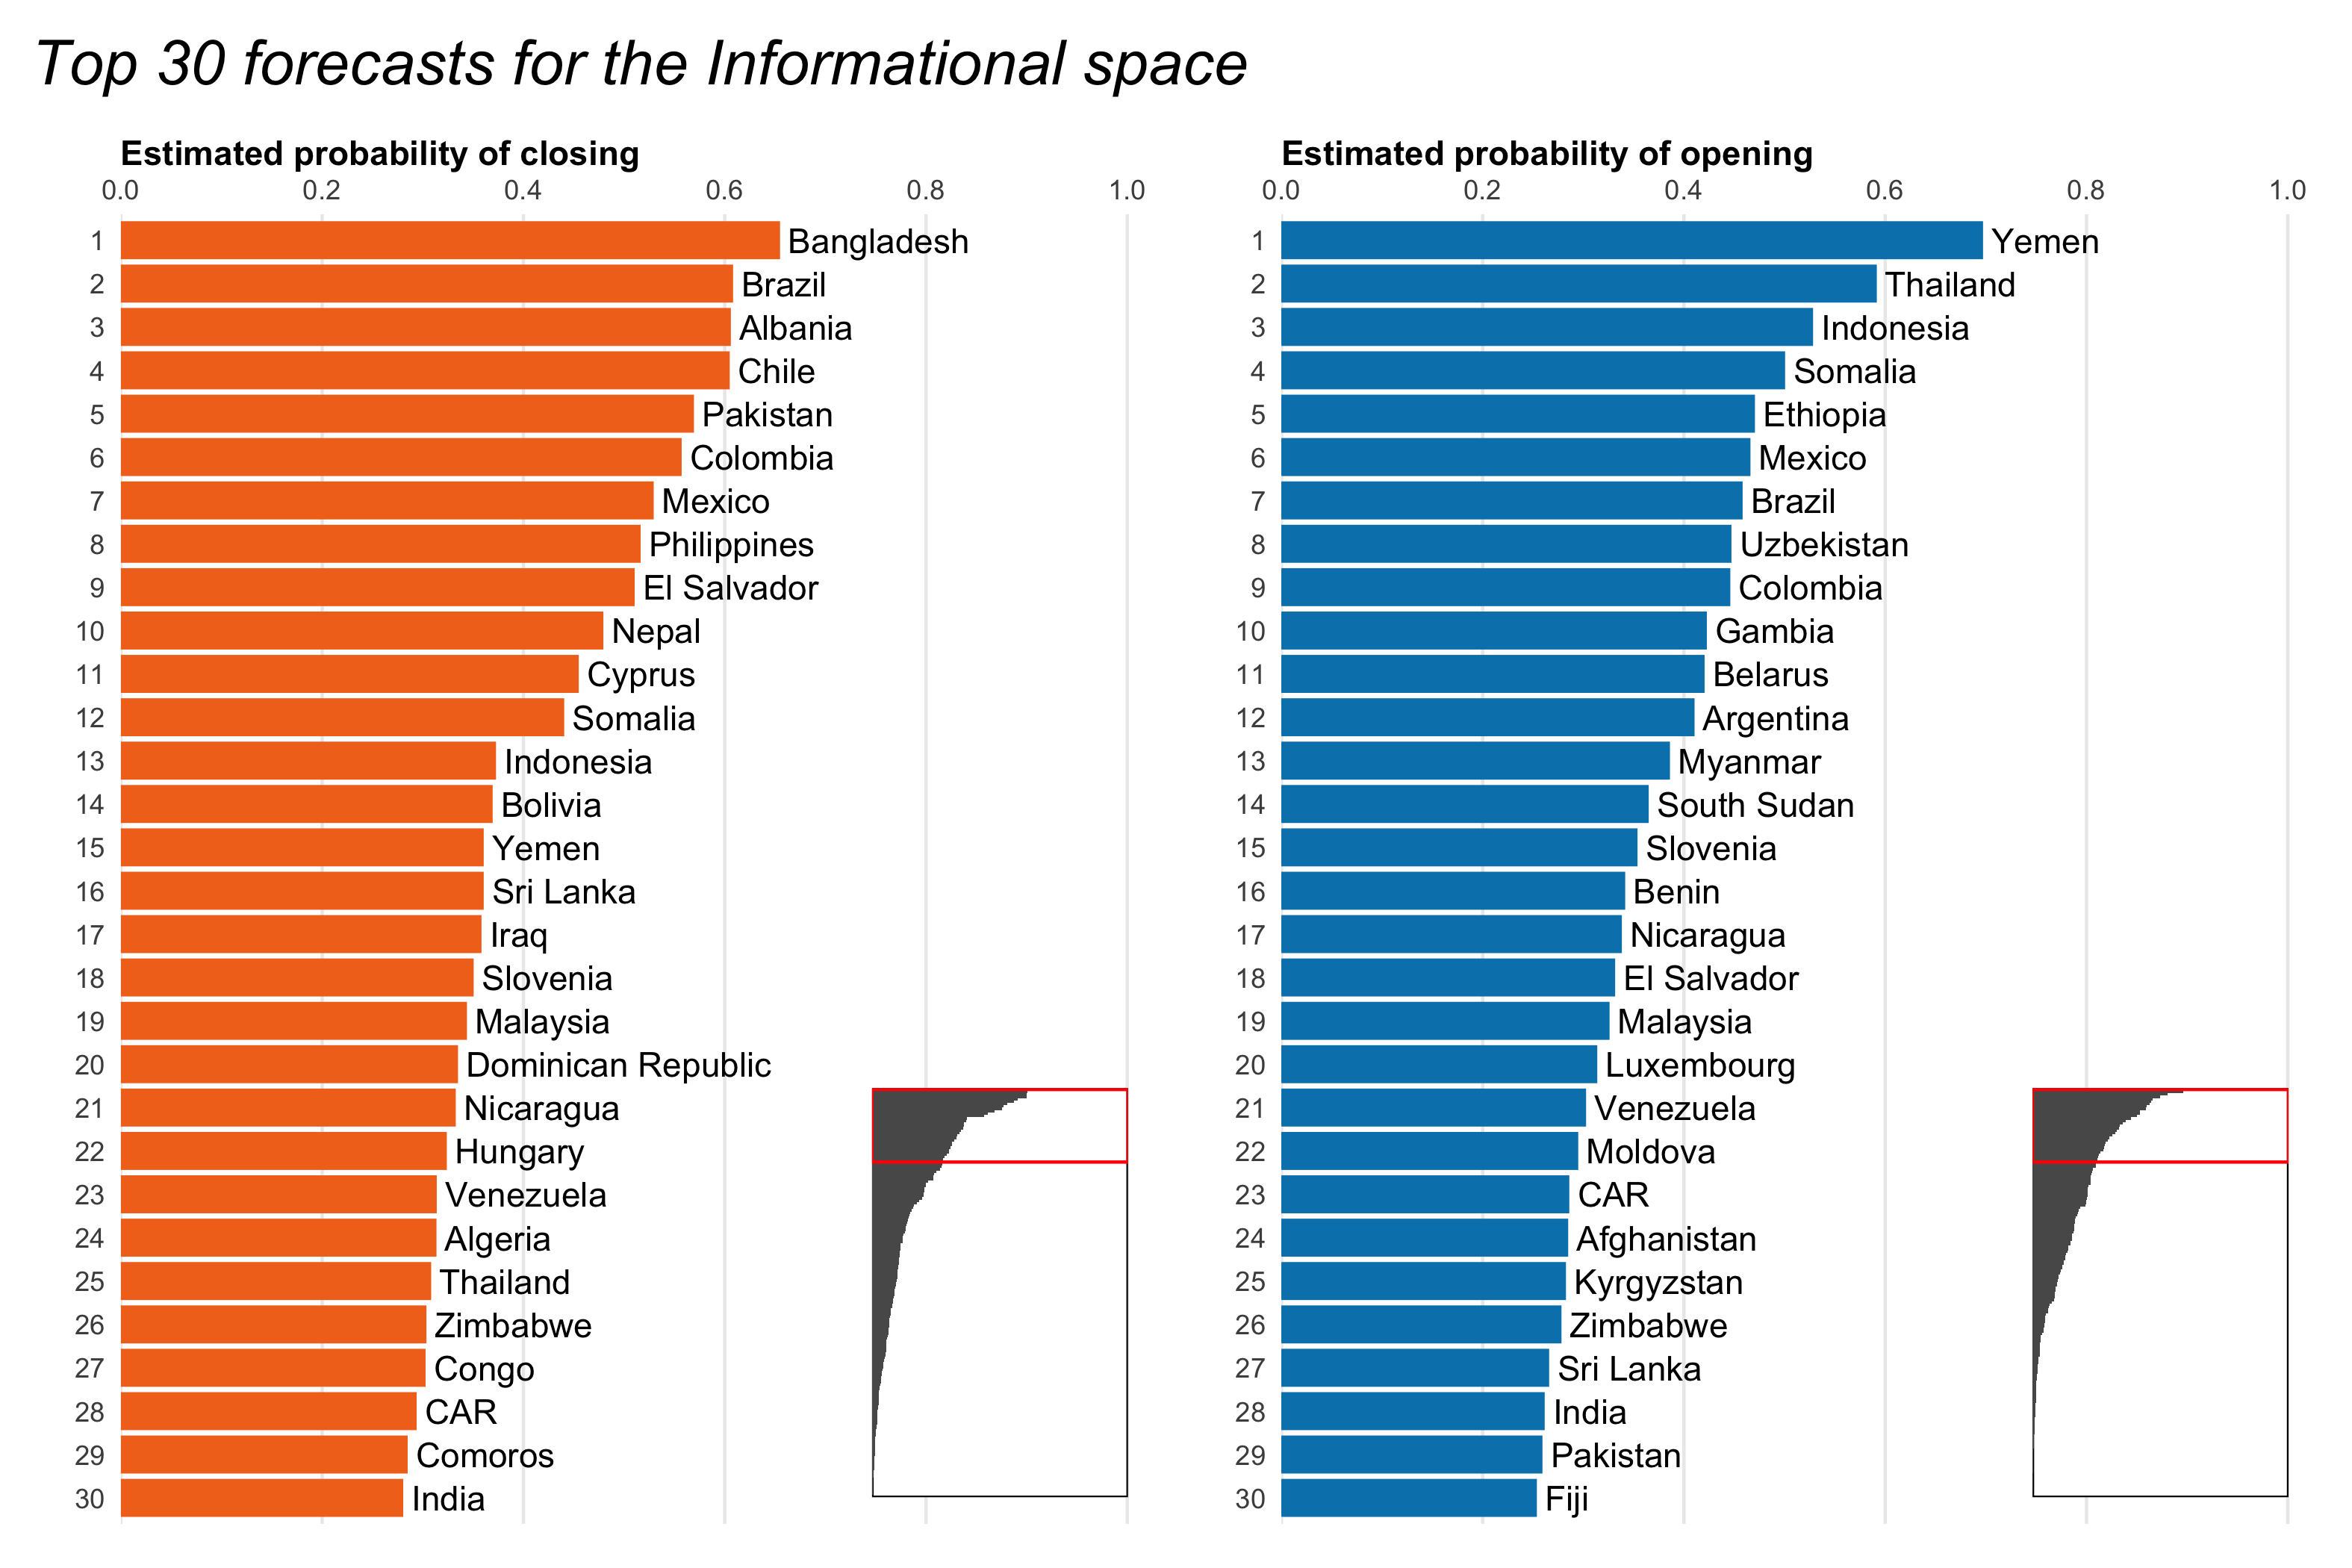 Top 30 forecasts for the Informational space
Estimated probability of closing
0.0 0.2 0.4 0.6 0.8 1.0
1 Bangladesh
2 Brazil
3 Albania
4 Chile
5 Pakistan
6 Colombia
7 Mexico
8 Philippines
9 El Salvador
10 Nepal
11 Cyprus
12 Somalia
13 Indonesia
14 Bolivia
15 Yemen
16 Sri Lanka
17 Iraq
18 Slovenia
19 Malaysia
20 Dominican Republic
21 Nicaragua
22 Hungary
23 Venezuela
24 Algeria
25 Thailand
26 Zimbabwe
27 Congo
28 CAR
29 Comoros
30 India
Estimated probability of opening
0.0 0.2 0.4 0.6 0.8 1.0
1 Yemen
2 Thailand
3 Indonesia
4 Somalia
5 Ethiopia
6 Mexico
7 Brazil
8 Uzbekistan
9 Colombia
10 Gambia
11 Belarus
12 Argentina
13 Myanmar
14 South Sudan
15 Slovenia
16 Benin
17 Nicaragua
18 El Salvador
19 Malaysia
20 Luxembourg
21 Venezuela
22 Moldova
23 CAR
24 Afghanistan
25 Kyrgyzstan
26 Zimbabwe
27 Sri Lanka
28 India
29 Pakistan
30 Fiji